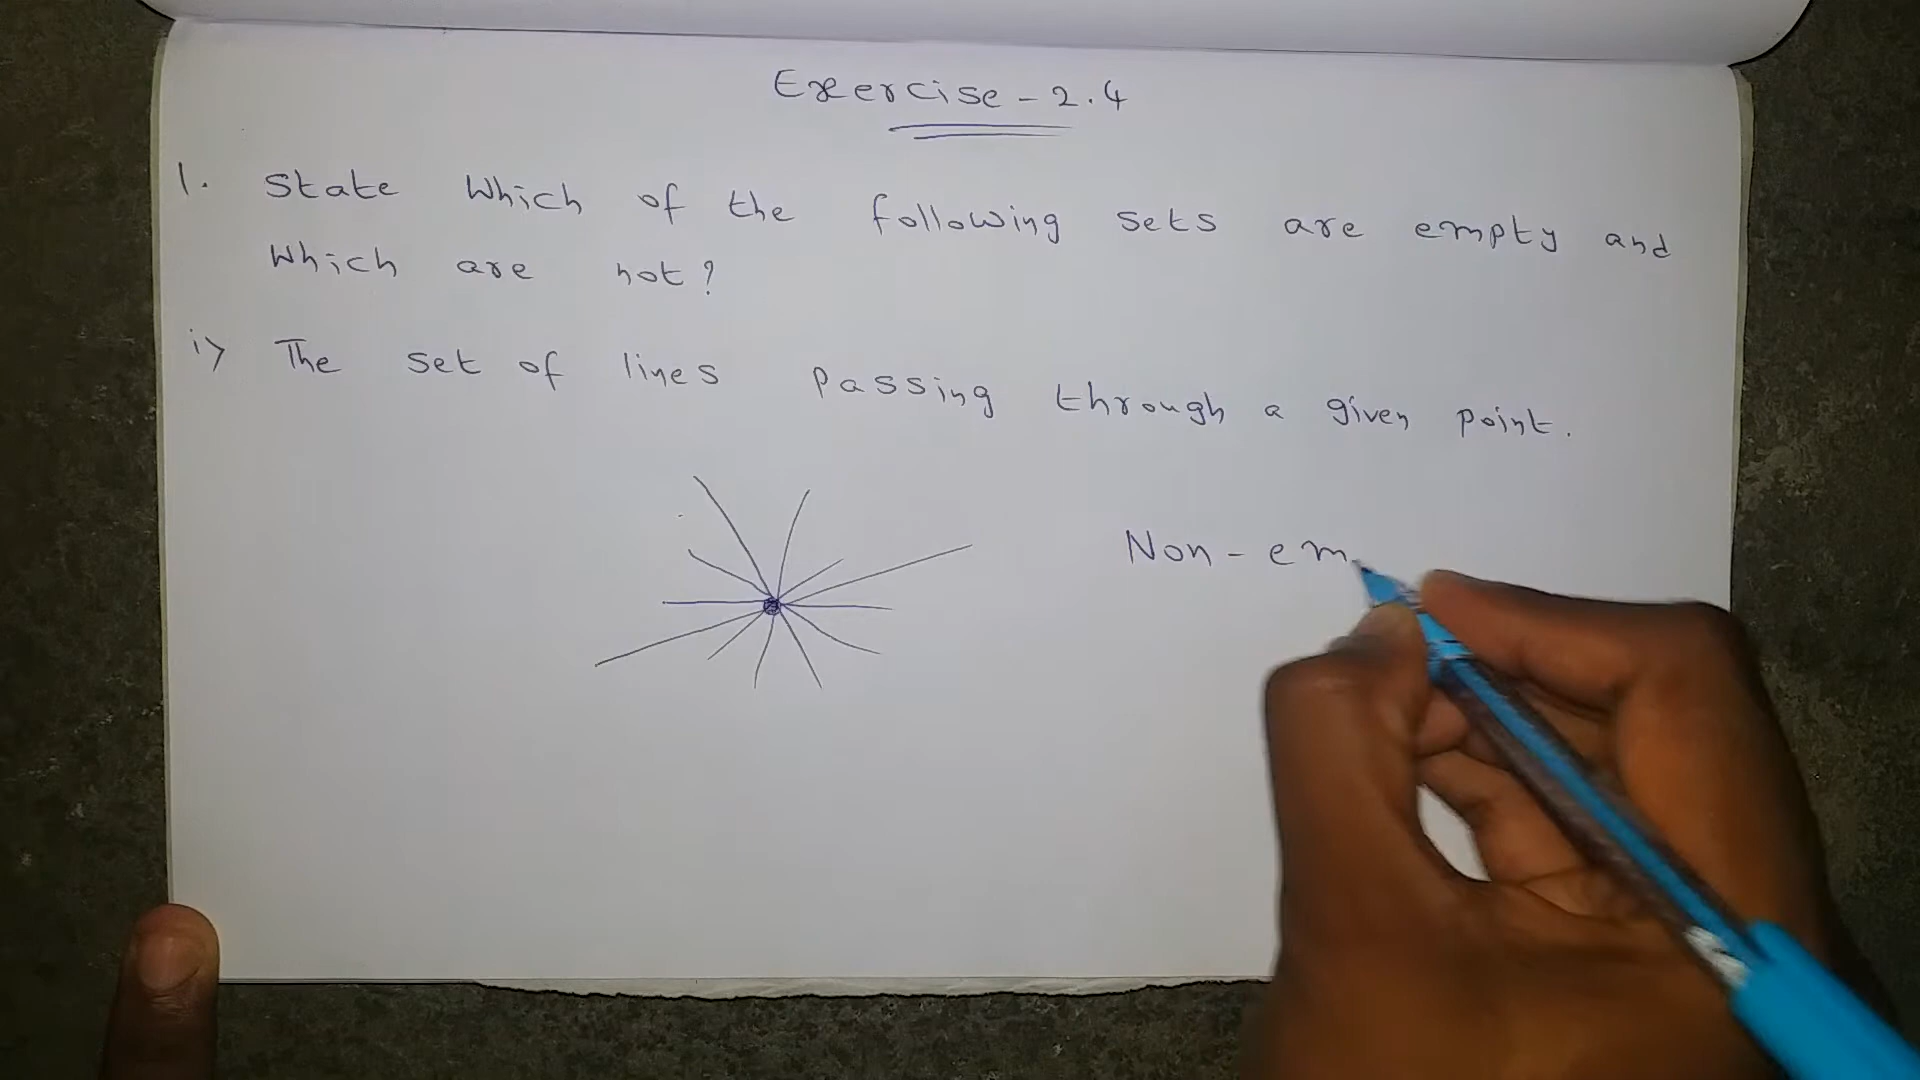 Exercise - 2.4
1. State Which of the following sets are empty and
Which are not?
i> The set of lines passing through a given point.
Non - em